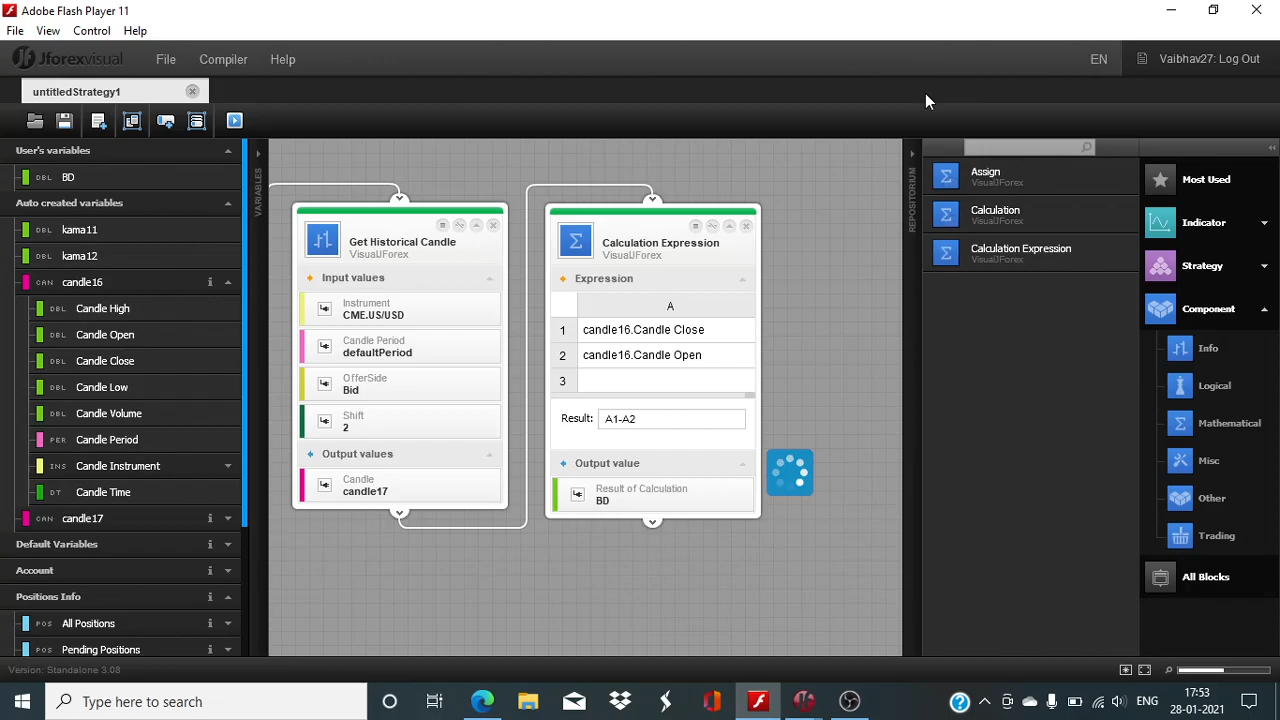 Adobe Flash Player 11
File View Control Help
Jforexvisual File Compiler Help EN Vaibhav27: Log Out
untitledStrategy1
User's variables
DBL BD
Auto created variables
DBL kama11
DBL kama12
CAN candle16
DBL Candle High
DBL Candle Open
DBL Candle Close
DBL Candle Low
DBL Candle Volume
PER Candle Period
INS Candle Instrument
DT Candle Time
CAN candle17
Default Variables
Account
Positions Info
POS All Positions
POS Pending Positions
VARIABLES
Get Historical Candle
VisualJForex
Input values
Instrument
CME.US/USD
Candle Period
defaultPeriod
OfferSide
Bid
Shift
2
Output values
Candle
candle17
Calculation Expression
VisualJForex
Expression
A
1 candle16.Candle Close
2 candle16.Candle Open
3
Result: A1-A2
Output value
Result of Calculation
BD
REPOSITORIUM
Assign
VisualJForex
Calculation
VisualJForex
Calculation Expression
VisualJForex
Most Used
Indicator
Strategy
Component
Info
Logical
Mathematical
Misc
Other
Trading
All Blocks
Version: Standalone 3.08
Type here to search
ENG
17:53
28-01-2021